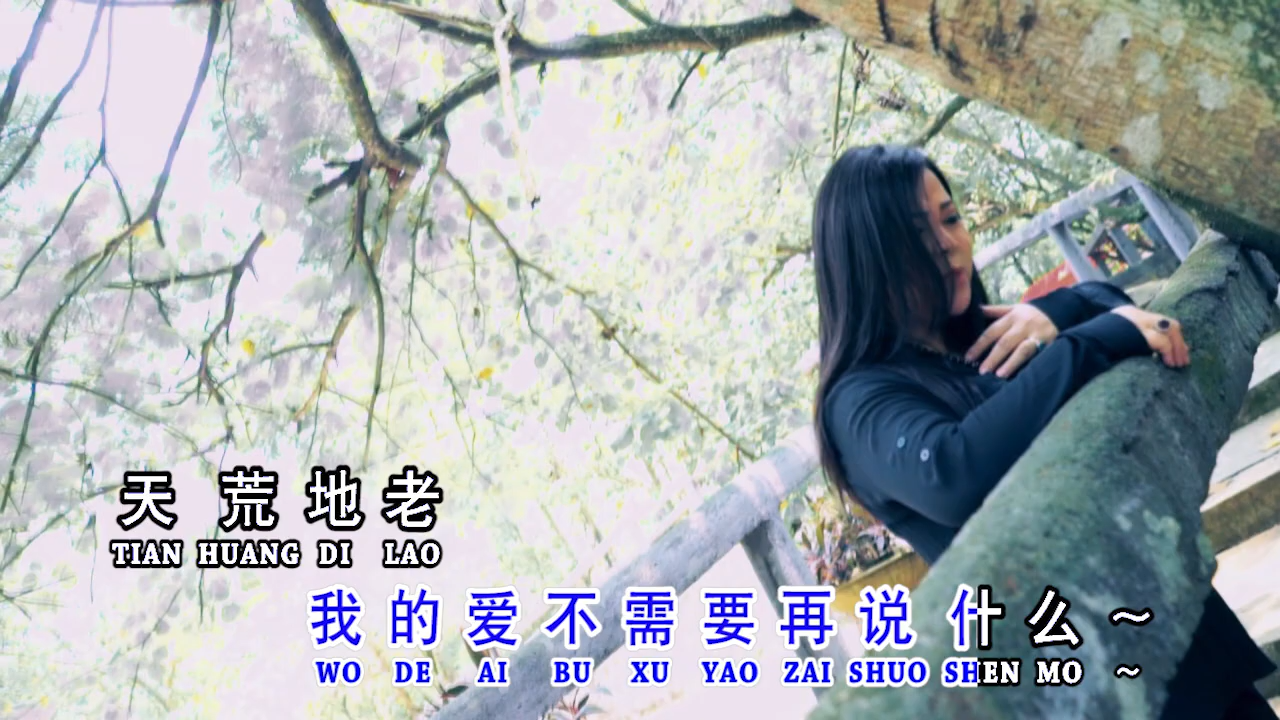 天 荒 地 老
TIAN HUANG DI LAO
我 的 爱 不 需 要 再 说 什 么 ~
WO DE AI BU XU YAO ZAI SHUO SHEN MO ~